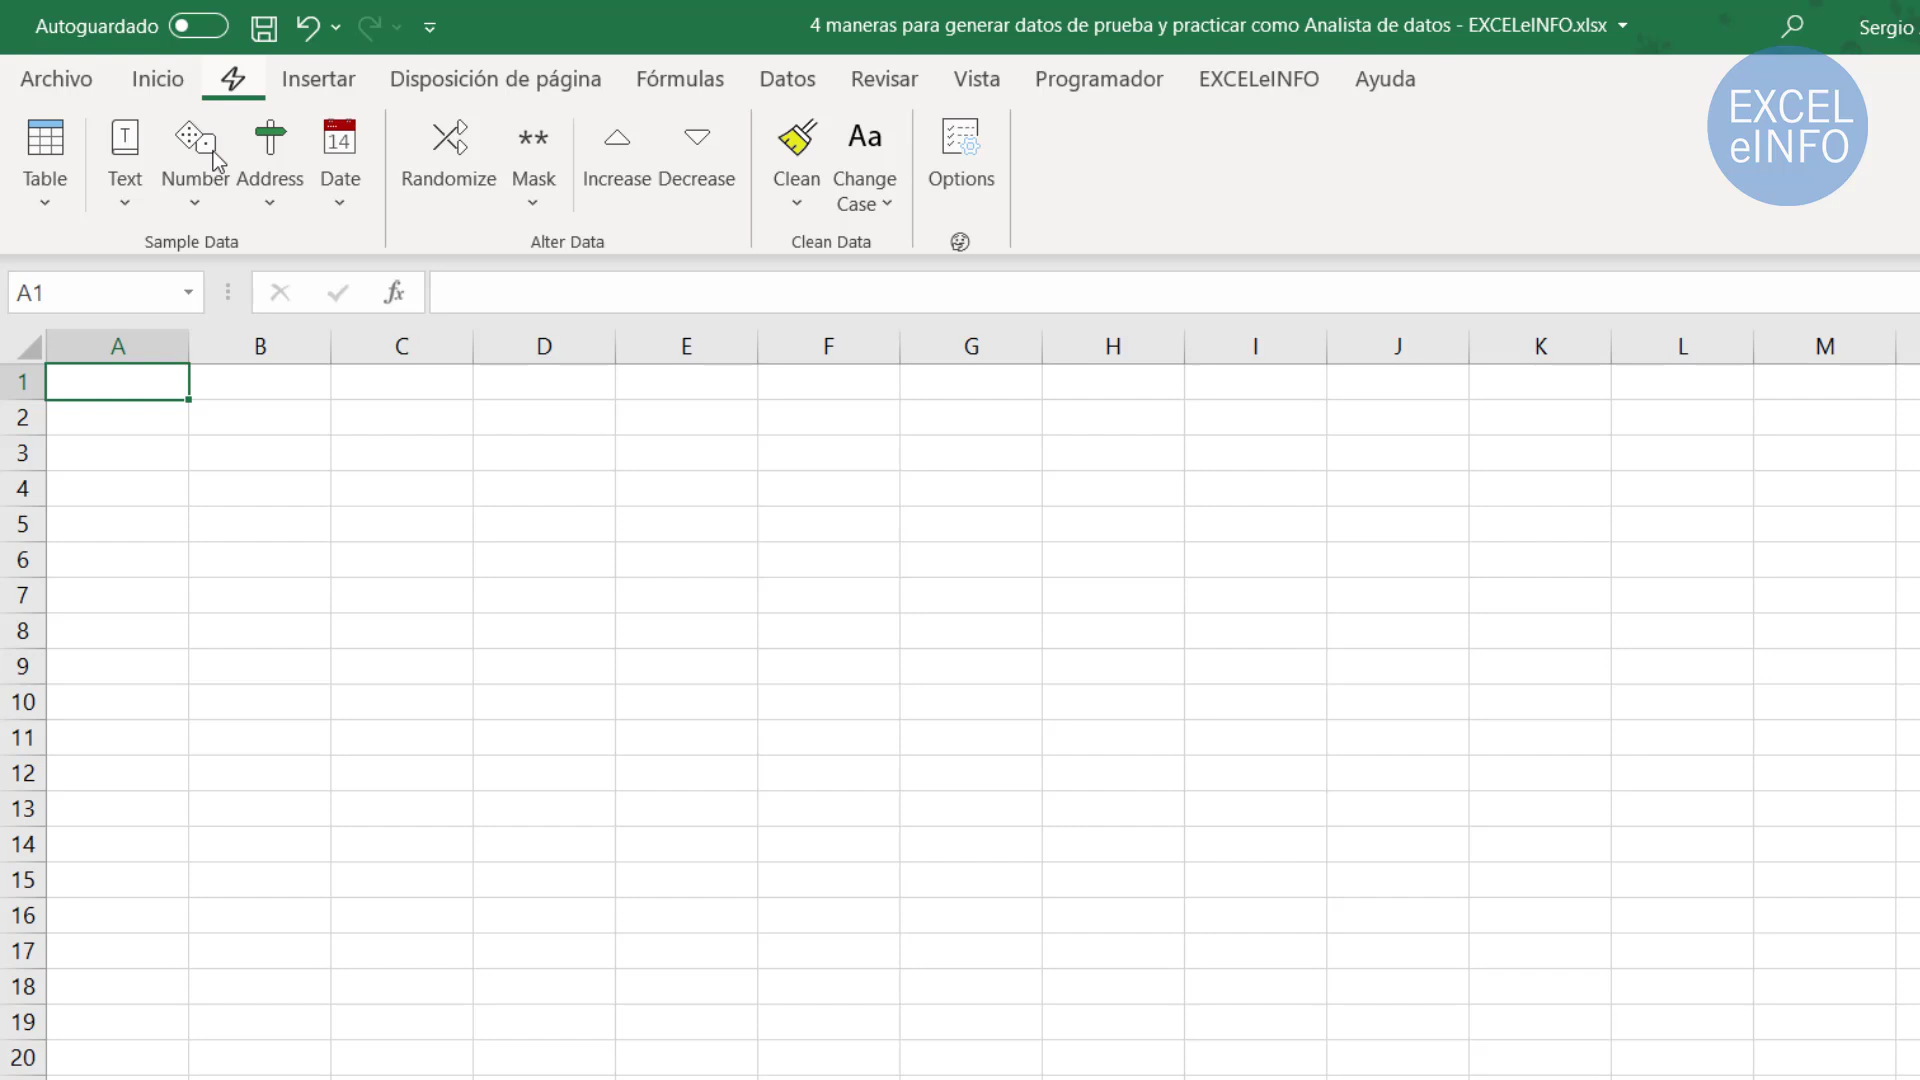 Autoguardado
4 maneras para generar datos de prueba y practicar como Analista de datos - EXCELeINFO.xlsx
Sergio
Archivo Inicio Insertar Disposición de página Fórmulas Datos Revisar Vista Programador EXCELeINFO Ayuda
EXCEL
eINFO
T 14 ** Aa
Table Text Number Address Date Randomize Mask Increase Decrease Clean Change Options
Case
Sample Data Alter Data Clean Data
A1 fx
A B C D E F G H I J K L M
1
2
3
4
5
6
7
8
9
10
11
12
13
14
15
16
17
18
19
20